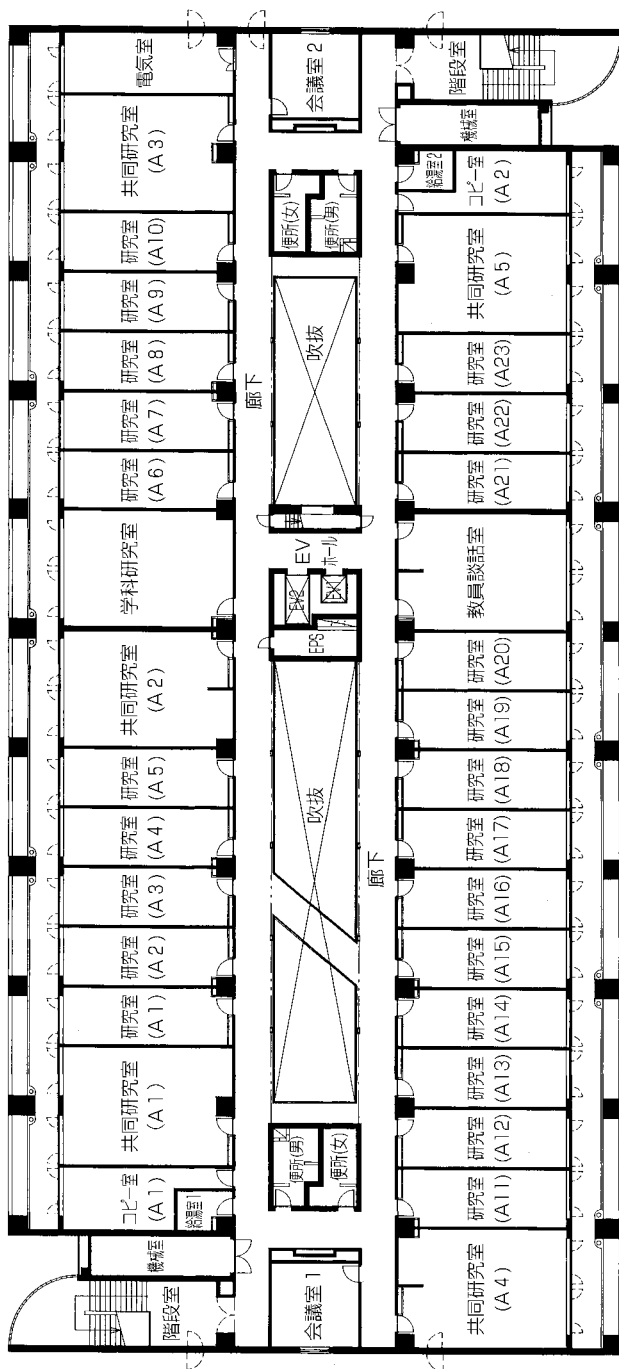 階段室
機械室
コピー室
(A1)
給湯室1
共同研究室
(A1)
研究室
(A1)
研究室
(A2)
研究室
(A3)
研究室
(A4)
研究室
(A5)
共同研究室
(A2)
学科研究室
研究室
(A6)
研究室
(A7)
研究室
(A8)
研究室
(A9)
研究室
(A10)
共同研究室
(A3)
電気室
会議室1
便所(男)
便所(女)
吹抜
廊下
EPS
EV2
EV1
EV
ホール
廊下
吹抜
便所(女)
便所(男)
会議室2
共同研究室
(A4)
研究室
(A11)
研究室
(A12)
研究室
(A13)
研究室
(A14)
研究室
(A15)
研究室
(A16)
研究室
(A17)
研究室
(A18)
研究室
(A19)
研究室
(A20)
教員談話室
研究室
(A21)
研究室
(A22)
研究室
(A23)
共同研究室
(A5)
コピー室
(A2)
給湯室2
機械室
階段室